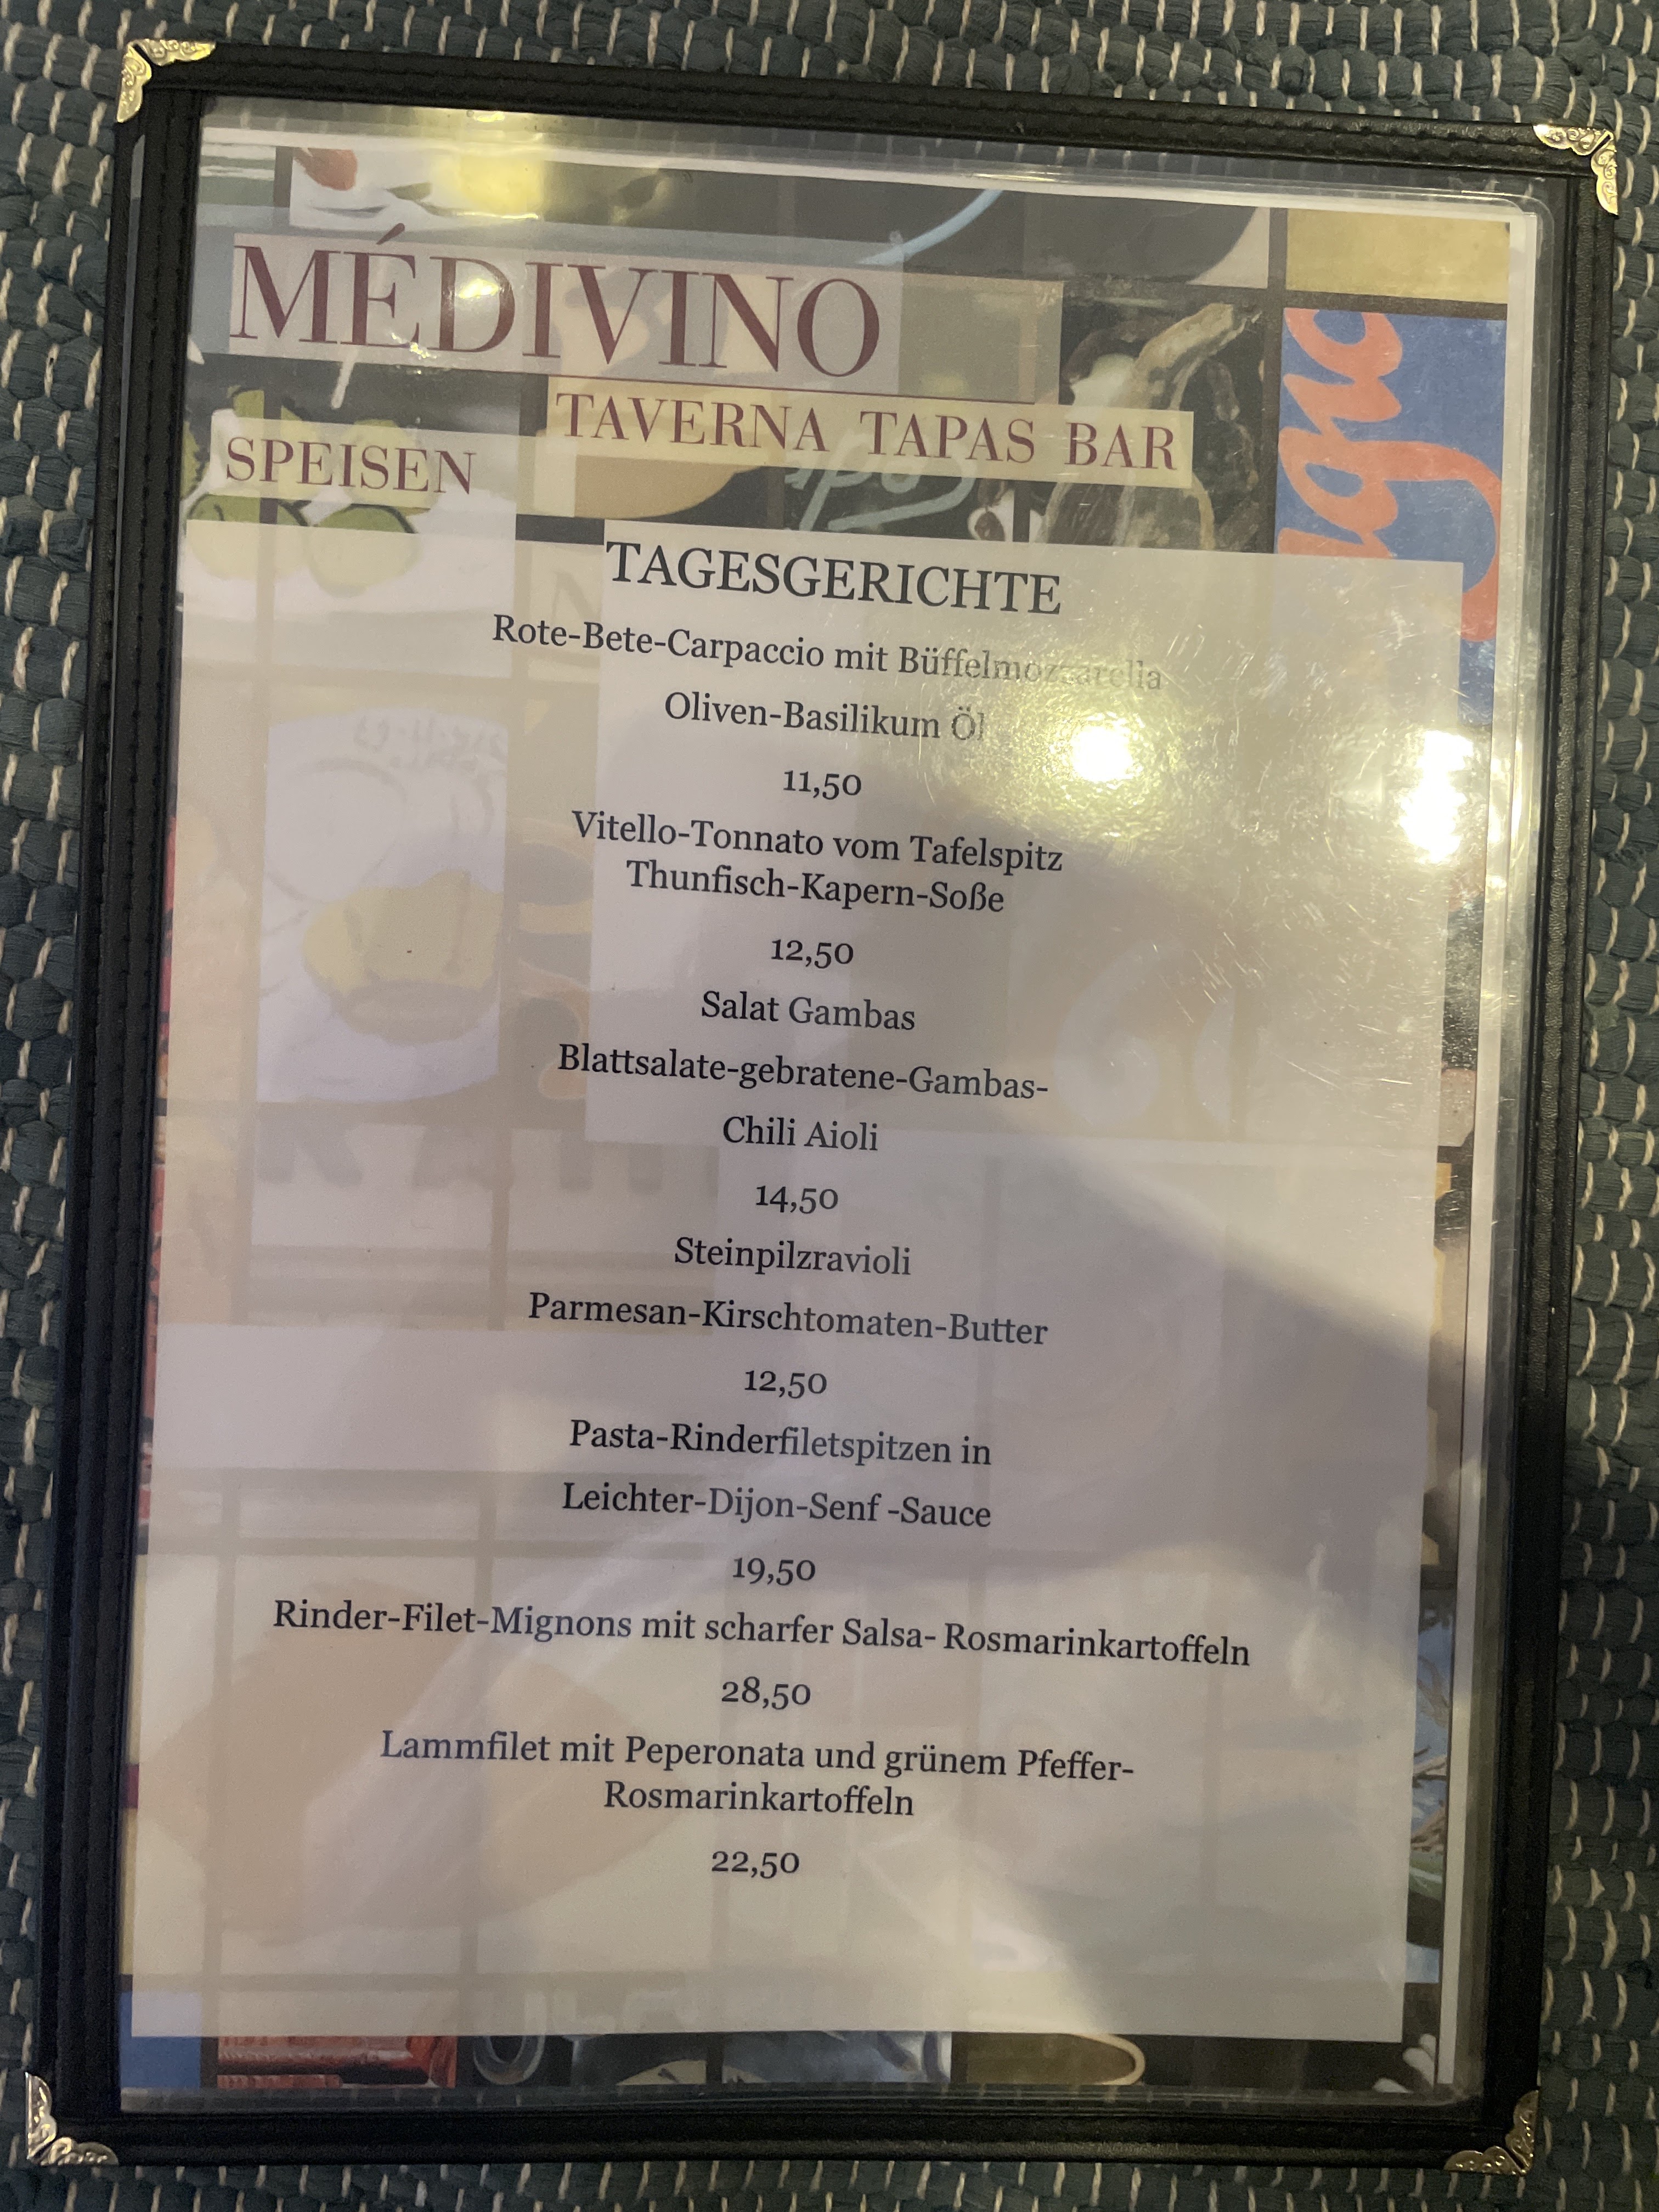 MÉDIVINO
TAVERNA TAPAS BAR
SPEISEN
TAGESGERICHTE
Rote-Bete-Carpaccio mit Büffelmozzarella
Oliven-Basilikum Öl
11,50
Vitello-Tonnato vom Tafelspitz
Thunfisch-Kapern-Soße
12,50
Salat Gambas
Blattsalate-gebratene-Gambas-
Chili Aioli
14,50
Steinpilzravioli
Parmesan-Kirschtomaten-Butter
12,50
Pasta-Rinderfiletspitzen in
Leichter-Dijon-Senf -Sauce
19,50
Rinder-Filet-Mignons mit scharfer Salsa- Rosmarinkartoffeln
28,50
Lammfilet mit Peperonata und grünem Pfeffer-
Rosmarinkartoffeln
22,50